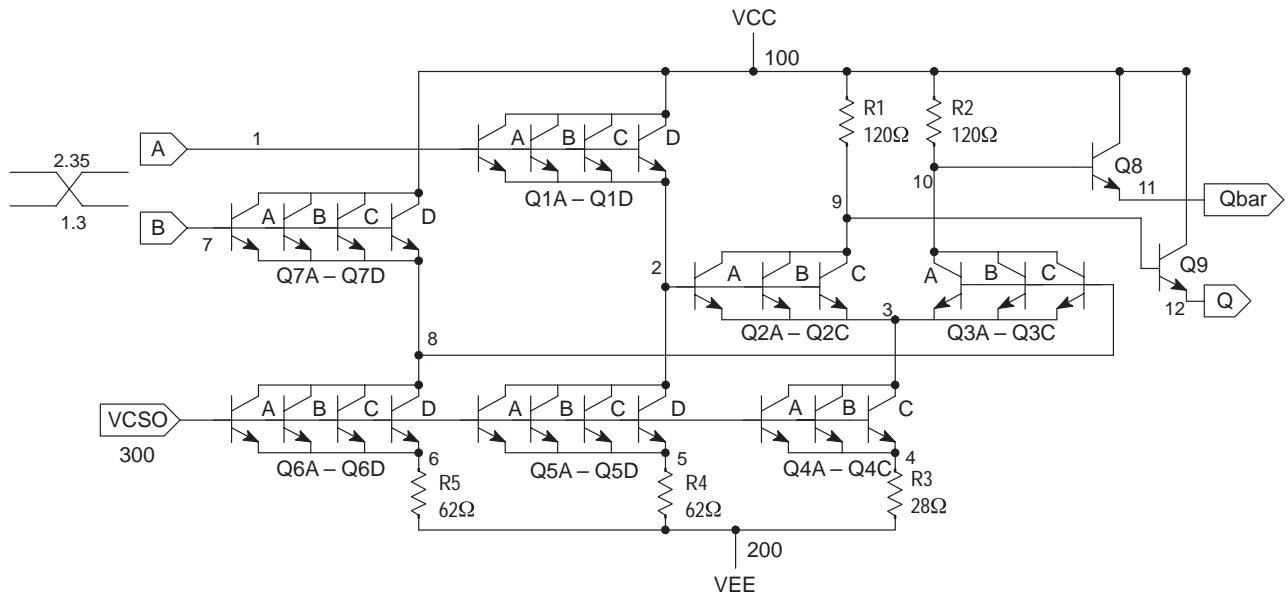 VCC
100
R1
120Ω
R2
120Ω
A
1
A
B
C
D
Q1A – Q1D
2.35
1.3
B
7
A
B
C
D
Q7A – Q7D
10
Q8
11
Qbar
9
Q9
12
Q
2
A
B
C
Q2A – Q2C
3
A
B
C
Q3A – Q3C
8
VCSO
300
A
B
C
D
Q6A – Q6D
6
R5
62Ω
A
B
C
D
Q5A – Q5D
5
R4
62Ω
A
B
C
Q4A – Q4C
4
R3
28Ω
200
VEE